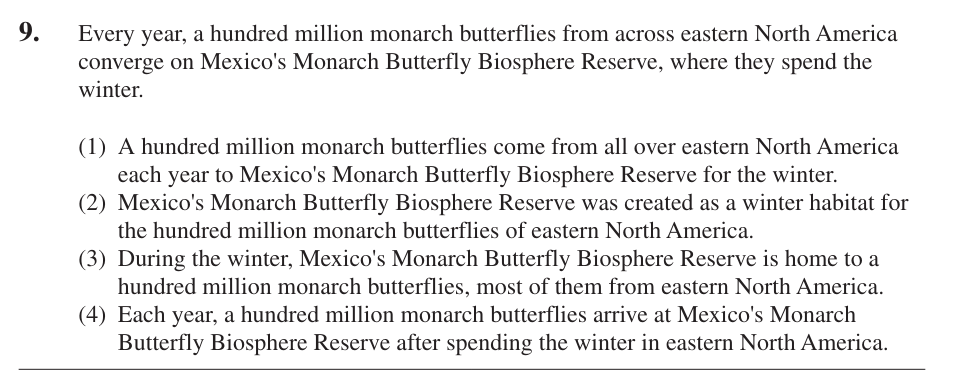 9. Every year, a hundred million monarch butterflies from across eastern North America
converge on Mexico's Monarch Butterfly Biosphere Reserve, where they spend the
winter.
(1) A hundred million monarch butterflies come from all over eastern North America
each year to Mexico's Monarch Butterfly Biosphere Reserve for the winter.
(2) Mexico's Monarch Butterfly Biosphere Reserve was created as a winter habitat for
the hundred million monarch butterflies of eastern North America.
(3) During the winter, Mexico's Monarch Butterfly Biosphere Reserve is home to a
hundred million monarch butterflies, most of them from eastern North America.
(4) Each year, a hundred million monarch butterflies arrive at Mexico's Monarch
Butterfly Biosphere Reserve after spending the winter in eastern North America.